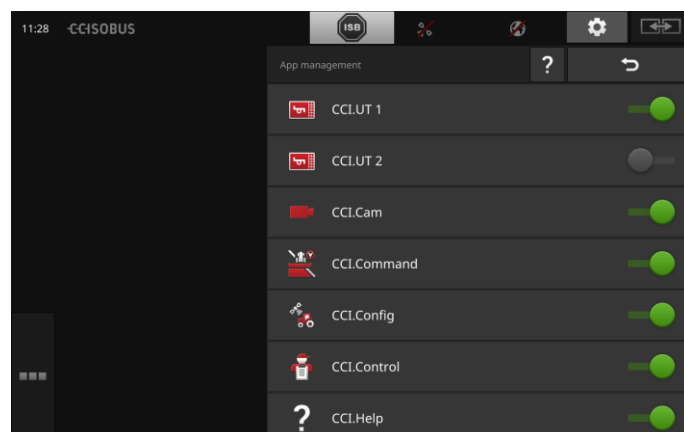 11:28 CCISOBUS
ISB
App management ?
CCI.UT 1
CCI.UT 2
CCI.Cam
CCI.Command
CCI.Config
CCI.Control
? CCI.Help